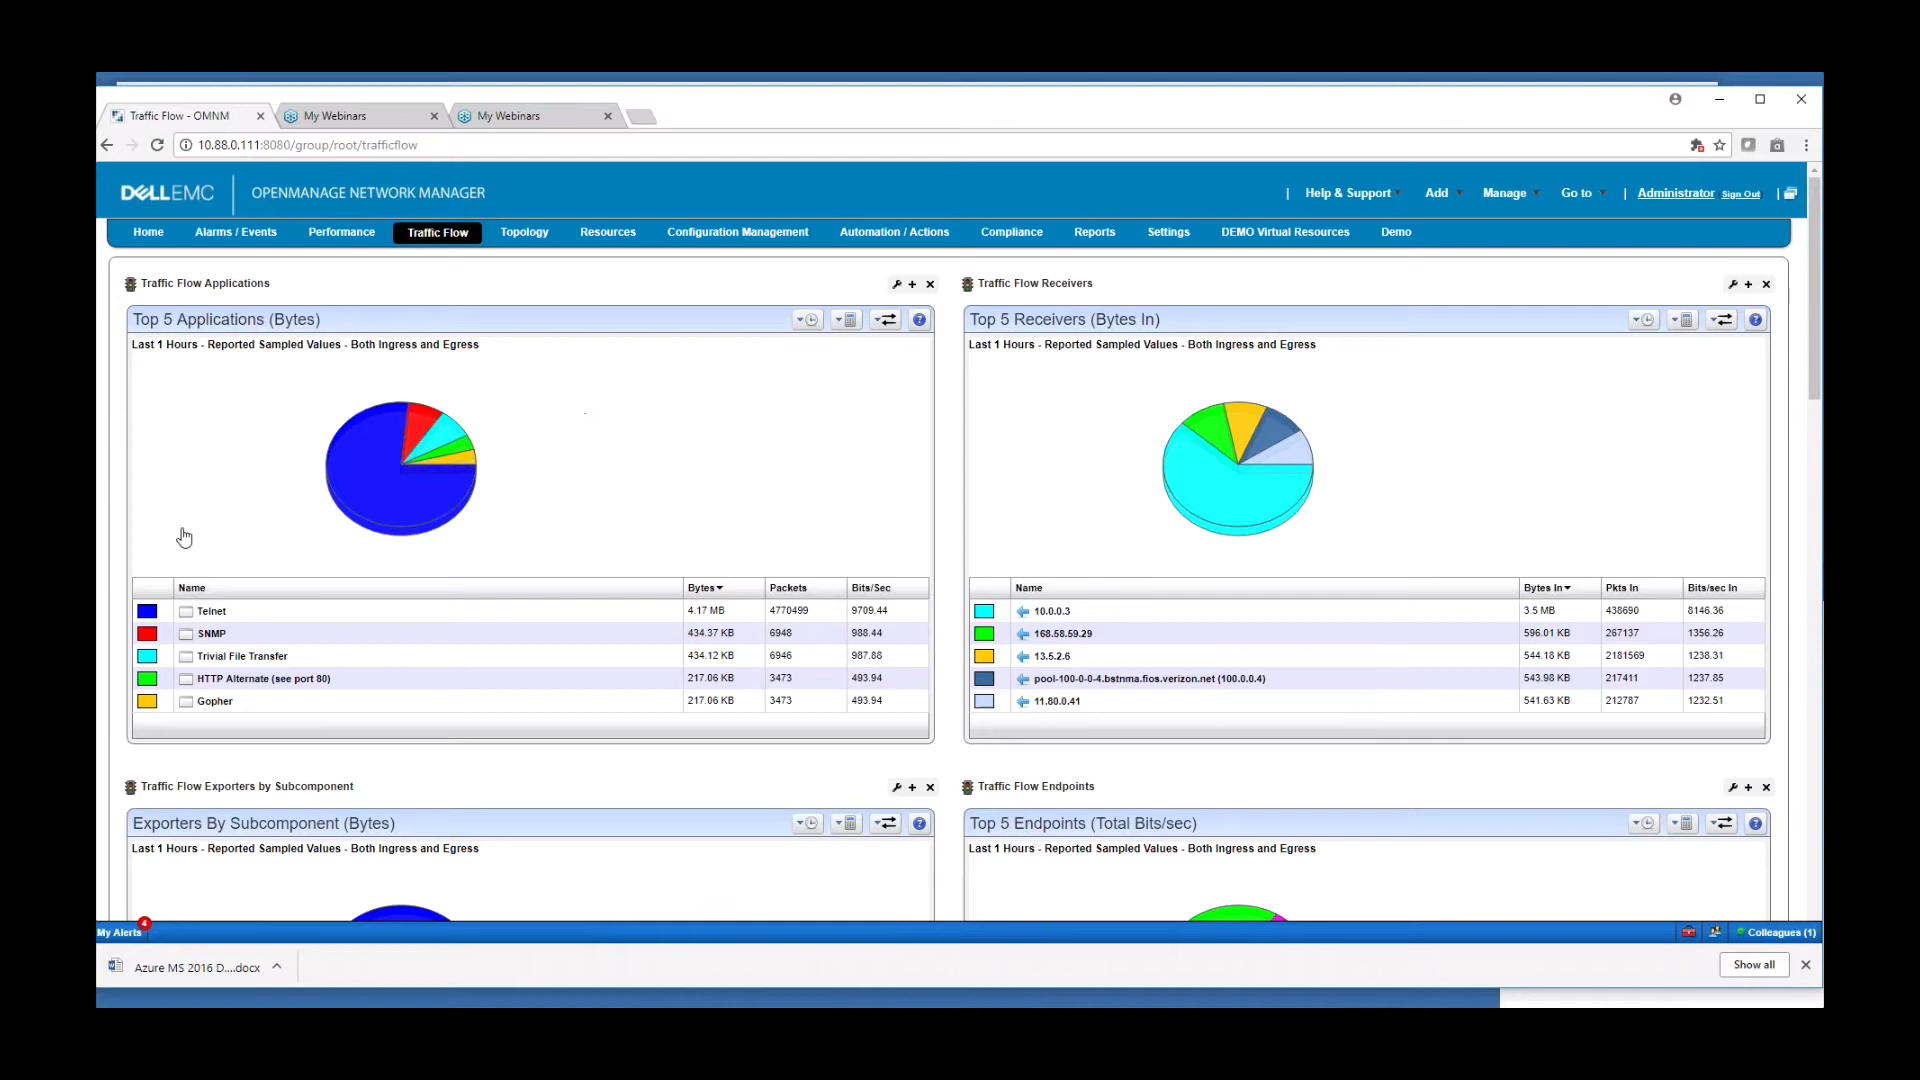 Traffic Flow - OMNM
My Webinars
My Webinars
10.88.0.111:8080/group/root/trafficflow
DELLEMC
OPENMANAGE NETWORK MANAGER
| Help & Support Add Manage Go to | Administrator Sign Out |
Home Alarms / Events Performance Traffic Flow Topology Resources Configuration Management Automation / Actions Compliance Reports Settings DEMO Virtual Resources Demo
Traffic Flow Applications
Top 5 Applications (Bytes)
Last 1 Hours - Reported Sampled Values - Both Ingress and Egress
Name Bytes Packets Bits/Sec
Telnet 4.17 MB 4770499 9709.44
SNMP 434.37 KB 6948 988.44
Trivial File Transfer 434.12 KB 6946 987.88
HTTP Alternate (see port 80) 217.06 KB 3473 493.94
Gopher 217.06 KB 3473 493.94
Traffic Flow Receivers
Top 5 Receivers (Bytes In)
Last 1 Hours - Reported Sampled Values - Both Ingress and Egress
Name Bytes In Pkts In Bits/sec In
10.0.0.3 3.5 MB 438690 8146.36
168.58.59.29 596.01 KB 267137 1356.26
13.5.2.6 544.18 KB 2181569 1238.31
pool-100-0-0-4.bstnma.fios.verizon.net (100.0.0.4) 543.98 KB 217411 1237.85
11.80.0.41 541.63 KB 212787 1232.51
Traffic Flow Exporters by Subcomponent
Exporters By Subcomponent (Bytes)
Last 1 Hours - Reported Sampled Values - Both Ingress and Egress
Traffic Flow Endpoints
Top 5 Endpoints (Total Bits/sec)
Last 1 Hours - Reported Sampled Values - Both Ingress and Egress
My Alerts 4
Colleagues (1)
Azure MS 2016 D....docx
Show all